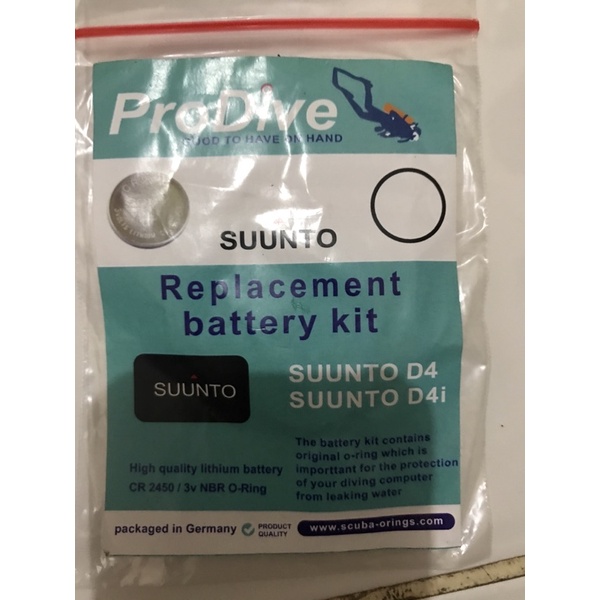 ProDive
GOOD TO HAVE ON HAND
SUUNTO
Replacement
battery kit
SUUNTO
SUUNTO D4
SUUNTO D4i
High quality lithium battery
CR 2450 / 3v NBR O-Ring
The battery kit contains
original o-ring which is
importtant for the protection
of your diving computer
from leaking water
packaged in Germany
PRODUCT
QUALITY
www.scuba-orings.com